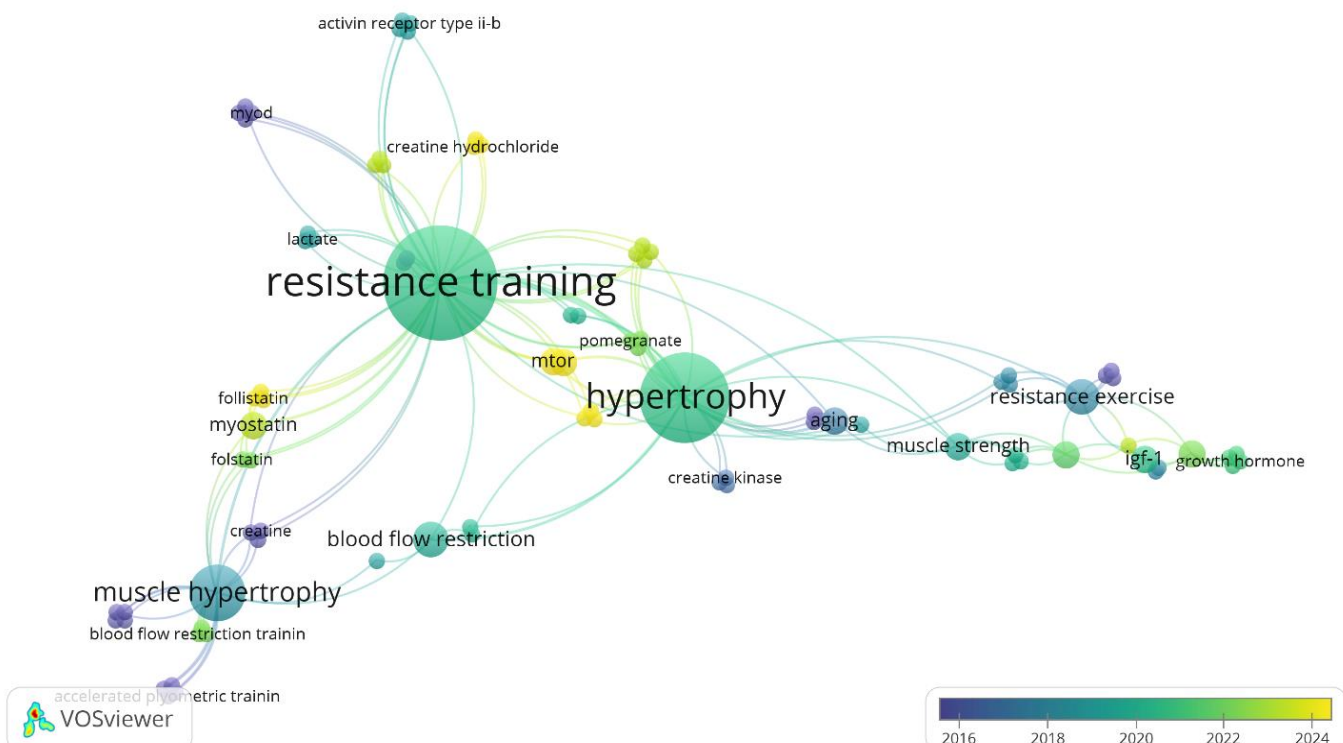 activin receptor type ii-b
myod
creatine hydrochloride
lactate
resistance training
pomegranate
mtor
hypertrophy
follistatin
myostatin
folstatin
resistance exercise
aging
muscle strength
igf-1
growth hormone
creatine kinase
creatine
blood flow restriction
muscle hypertrophy
blood flow restriction trainin
accelerated plyometric trainin
VOSviewer
2016
2018
2020
2022
2024